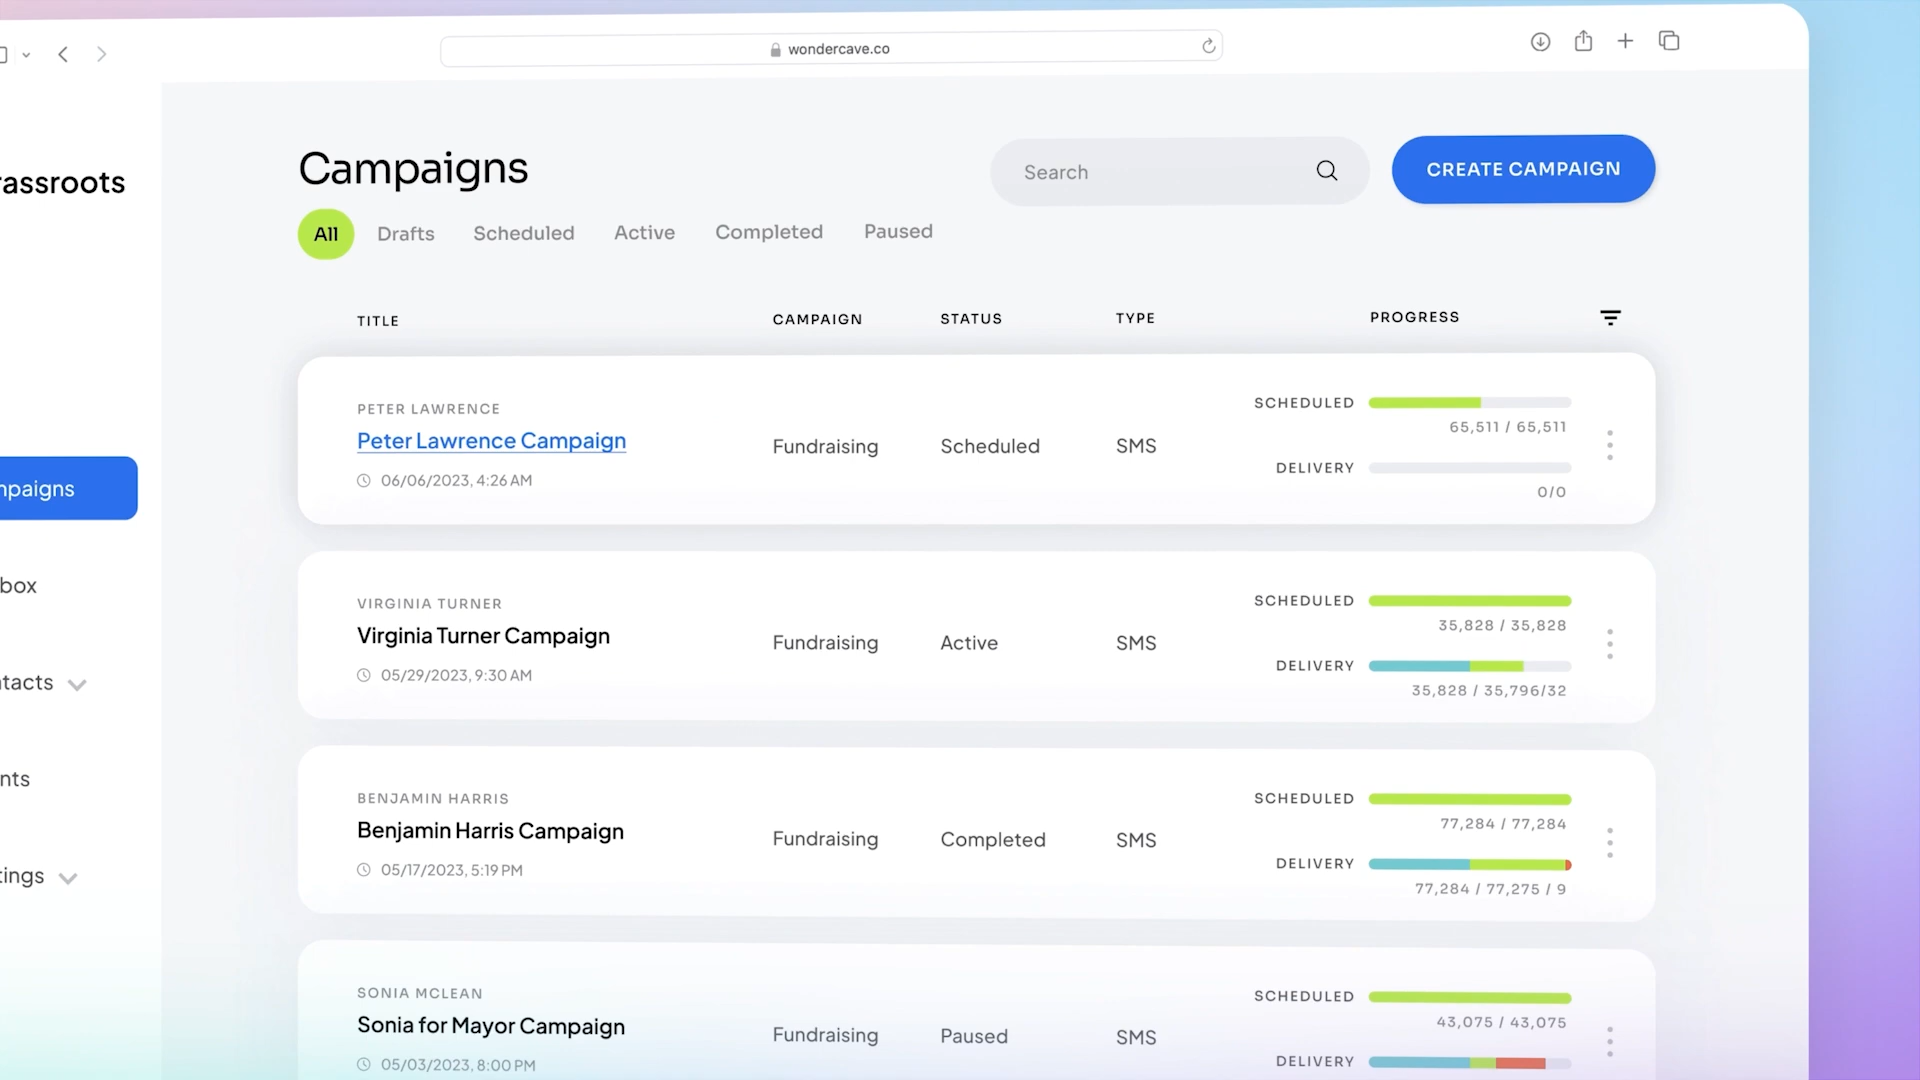 wondercave.co
rassroots
Campaigns
Search
CREATE CAMPAIGN
All
Drafts
Scheduled
Active
Completed
Paused
TITLE
CAMPAIGN
STATUS
TYPE
PROGRESS
PETER LAWRENCE
Peter Lawrence Campaign
06/06/2023, 4:26 AM
Fundraising
Scheduled
SMS
SCHEDULED
65,511 / 65,511
DELIVERY
0/0
mpaigns
box
VIRGINIA TURNER
Virginia Turner Campaign
05/29/2023, 9:30 AM
Fundraising
Active
SMS
SCHEDULED
35,828 / 35,828
DELIVERY
35,828 / 35,796/32
ntacts
nts
BENJAMIN HARRIS
Benjamin Harris Campaign
05/17/2023, 5:19 PM
Fundraising
Completed
SMS
SCHEDULED
77,284 / 77,284
DELIVERY
77,284 / 77,275 / 9
tings
SONIA MCLEAN
Sonia for Mayor Campaign
05/03/2023, 8:00 PM
Fundraising
Paused
SMS
SCHEDULED
43,075 / 43,075
DELIVERY